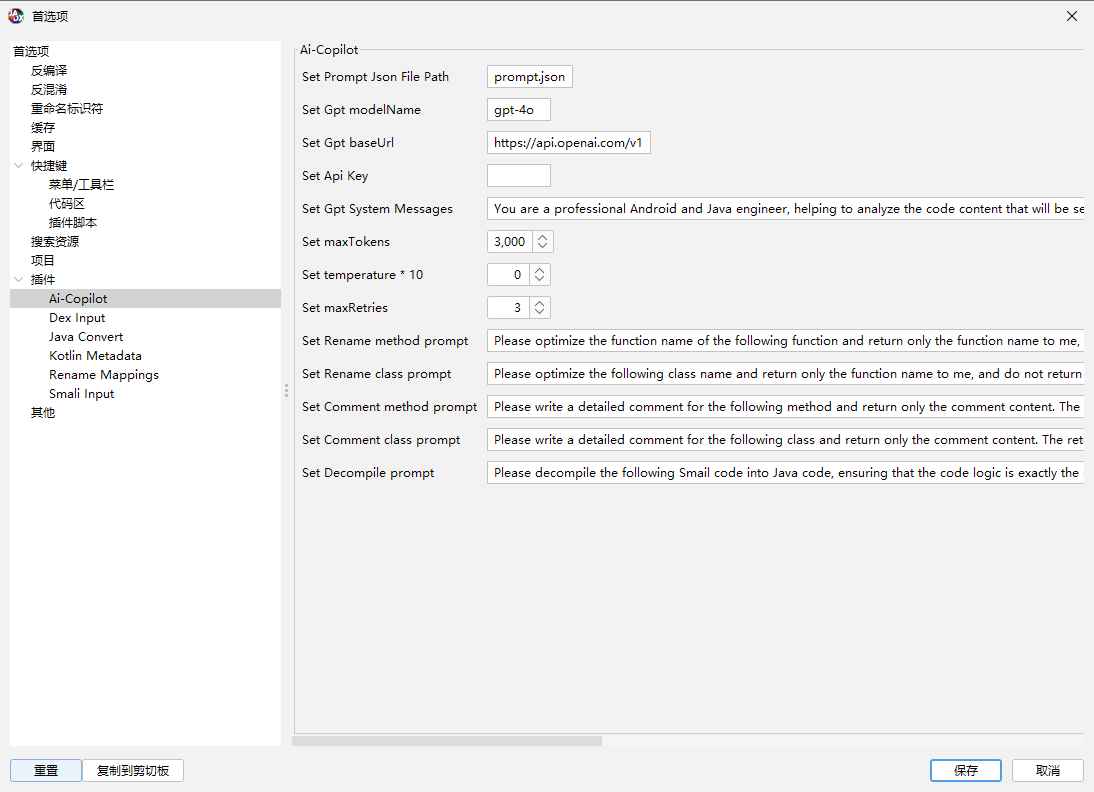 首选项
首选项
反编译
反混淆
重命名标识符
缓存
界面
快捷键
菜单/工具栏
代码区
插件脚本
搜索资源
项目
插件
Ai-Copilot
Dex Input
Java Convert
Kotlin Metadata
Rename Mappings
Smali Input
其他
Ai-Copilot
Set Prompt Json File Path prompt.json
Set Gpt modelName gpt-4o
Set Gpt baseUrl https://api.openai.com/v1
Set Api Key
Set Gpt System Messages You are a professional Android and Java engineer, helping to analyze the code content that will be se
Set maxTokens 3,000
Set temperature * 10 0
Set maxRetries 3
Set Rename method prompt Please optimize the function name of the following function and return only the function name to me,
Set Rename class prompt Please optimize the following class name and return only the function name to me, and do not return
Set Comment method prompt Please write a detailed comment for the following method and return only the comment content. The
Set Comment class prompt Please write a detailed comment for the following class and return only the comment content. The ret
Set Decompile prompt Please decompile the following Smail code into Java code, ensuring that the code logic is exactly the
重置 复制到剪切板 保存 取消